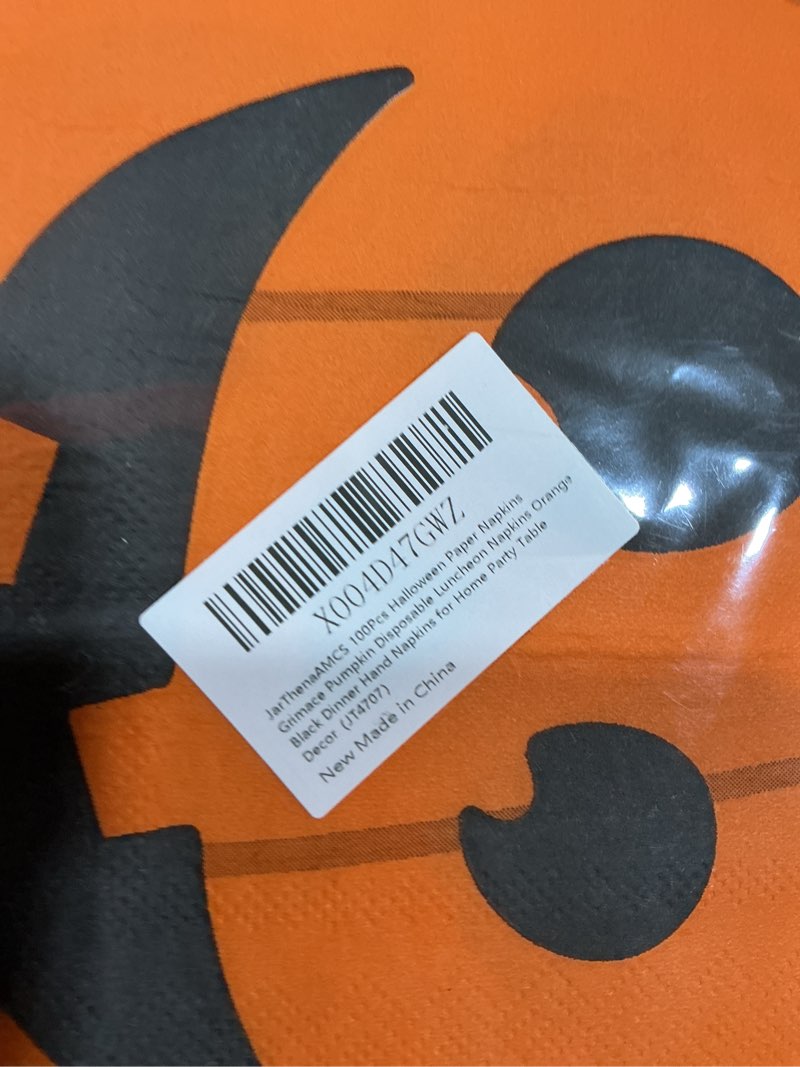 X004D47GWZ
JarThenaAMCS 100Pcs Halloween Paper Napkins
Grimace Pumpkin Disposable Luncheon Napkins Orange
Black Dinner Hand Napkins for Home Party Table
Decor (JT4707)
New Made in China